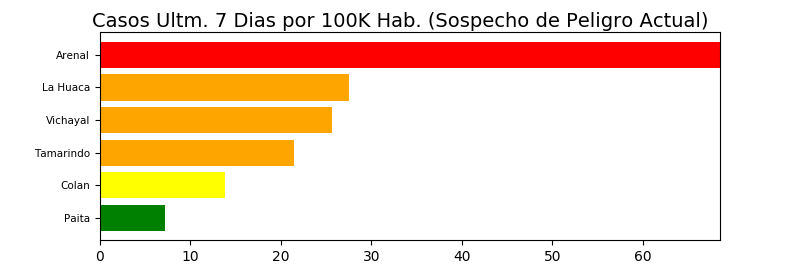 Casos Ultm. 7 Dias por 100K Hab. (Sospecho de Peligro Actual)
Arenal
La Huaca
Vichayal
Tamarindo
Colan
Paita
0 10 20 30 40 50 60